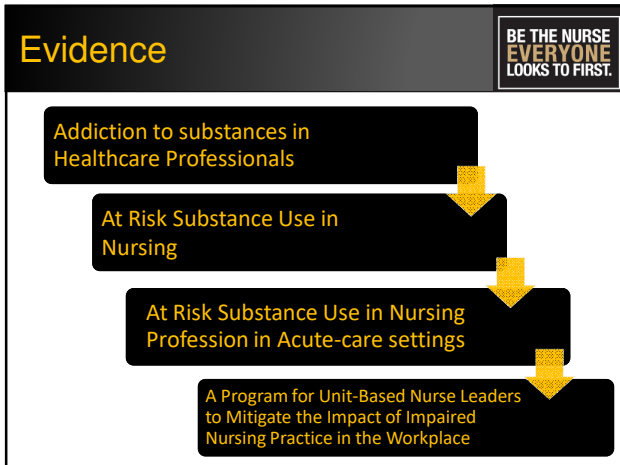 Evidence
BE THE NURSE
EVERYONE
LOOKS TO FIRST.
Addiction to substances in
Healthcare Professionals
At Risk Substance Use in
Nursing
At Risk Substance Use in Nursing
Profession in Acute-care settings
A Program for Unit-Based Nurse Leaders
to Mitigate the Impact of Impaired
Nursing Practice in the Workplace